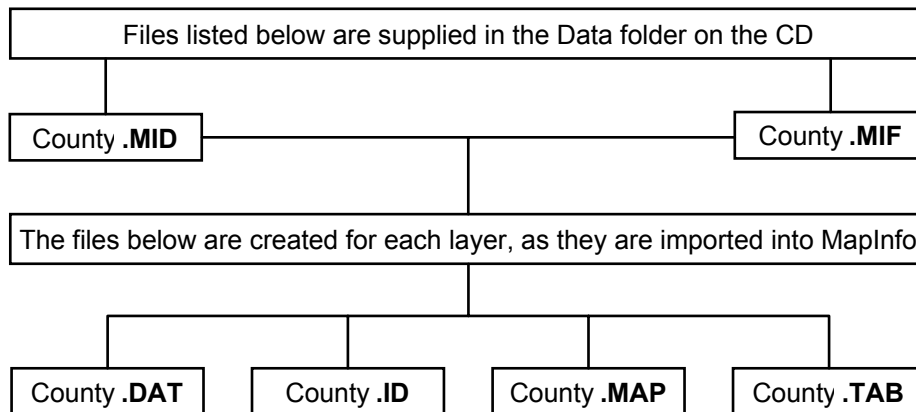 Files listed below are supplied in the Data folder on the CD
County .MID
County .MIF
The files below are created for each layer, as they are imported into MapInfo
County .DAT
County .ID
County .MAP
County .TAB